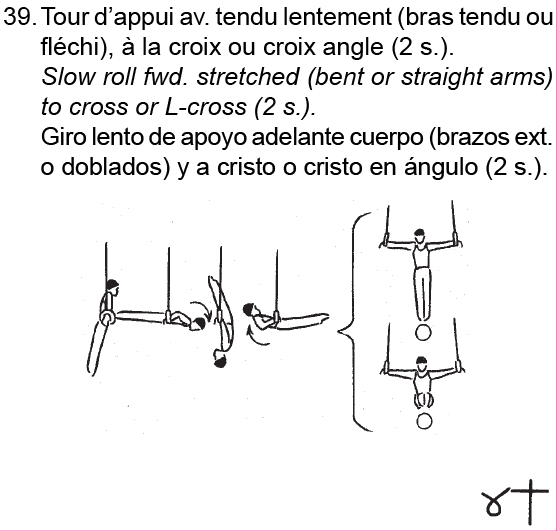 39. Tour d’appui av. tendu lentement (bras tendu ou
fléchi), à la croix ou croix angle (2 s.).
Slow roll fwd. stretched (bent or straight arms)
to cross or L-cross (2 s.).
Giro lento de apoyo adelante cuerpo (brazos ext.
o doblados) y a cristo o cristo en ángulo (2 s.).